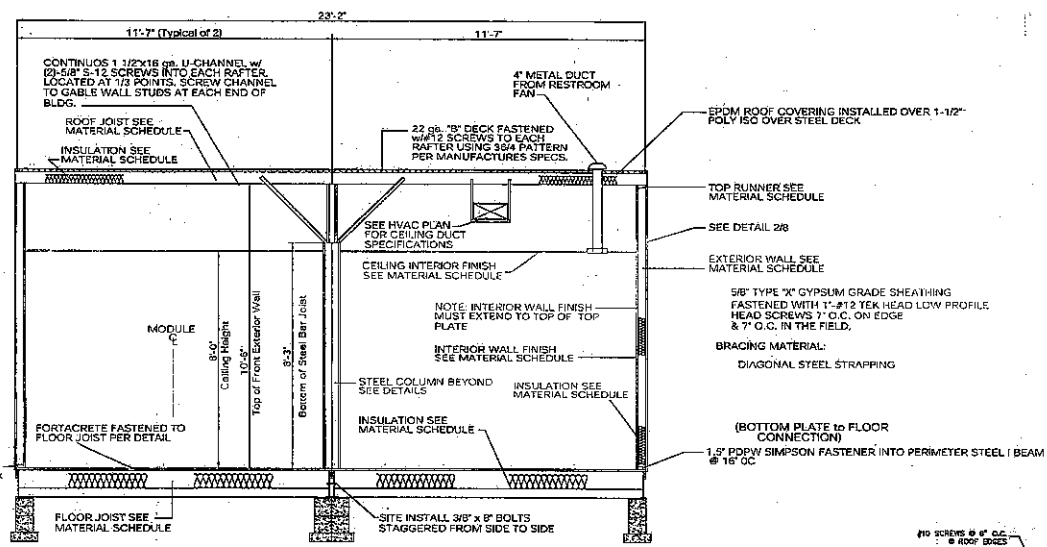 23'-2"
11'-7" (Typical of 2)
11'-7"
CONTINUOS 1 1/2"x16 ga. U-CHANNEL w/
(2)-5/8" S-12 SCREWS INTO EACH RAFTER.
LOCATED AT 1/3 POINTS. SCREW CHANNEL
TO GABLE WALL STUDS AT EACH END OF
BLDG.
ROOF JOIST SEE
MATERIAL SCHEDULE
INSULATION SEE
MATERIAL SCHEDULE
22 ga. "B" DECK FASTENED
w/#12 SCREWS TO EACH
RAFTER USING 36/4 PATTERN
PER MANUFACTURES SPECS.
4" METAL DUCT
FROM RESTROOM
FAN
EPDM ROOF COVERING INSTALLED OVER 1-1/2"
POLY ISO OVER STEEL DECK
TOP RUNNER SEE
MATERIAL SCHEDULE
SEE DETAIL 2/8
SEE HVAC PLAN
FOR CEILING DUCT
SPECIFICATIONS
CEILING INTERIOR FINISH
SEE MATERIAL SCHEDULE
EXTERIOR WALL SEE
MATERIAL SCHEDULE
5/8" TYPE "X" GYPSUM GRADE SHEATHING
FASTENED WITH 1"-#12 TEK HEAD LOW PROFILE
HEAD SCREWS 7" O.C. ON EDGE
& 7" O.C. IN THE FIELD.
BRACING MATERIAL:
DIAGONAL STEEL STRAPPING
NOTE: INTERIOR WALL FINISH
MUST EXTEND TO TOP OF TOP
PLATE
INTERIOR WALL FINISH
SEE MATERIAL SCHEDULE
MODULE
CL
8'-0"
Ceiling Height
10'-6"
Top of Front Exterior Wall
8'-3"
Bottom of Steel Bar Joist
STEEL COLUMN BEYOND
SEE DETAILS
INSULATION SEE
MATERIAL SCHEDULE
INSULATION SEE
MATERIAL SCHEDULE
FORTACRETE FASTENED TO
FLOOR JOIST PER DETAIL
(BOTTOM PLATE to FLOOR
CONNECTION)
1.5" PDPW SIMPSON FASTENER INTO PERIMETER STEEL I BEAM
@ 16" OC
FLOOR JOIST SEE
MATERIAL SCHEDULE
SITE INSTALL 3/8" x 8" BOLTS
STAGGERED FROM SIDE TO SIDE
#10 SCREWS @ 6" O.C.
@ ROOF EDGES